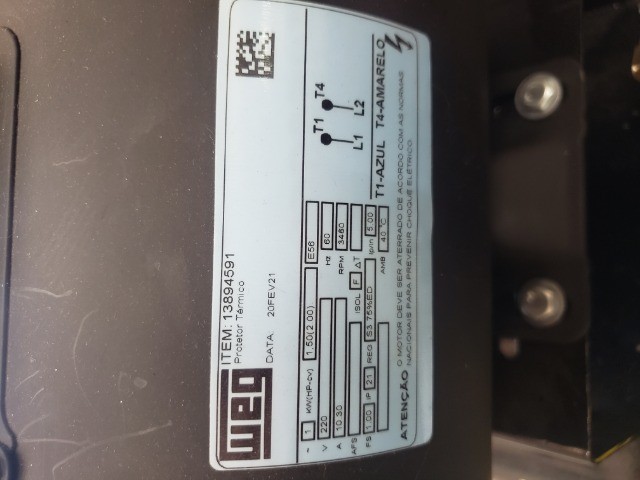 WEG
ITEM: 13894591
Protetor Térmico
DATA: 20FEV21
~ 1 KW(HP-cv) 1,50(2.00) E56
V 220 Hz 60
A 10.30 RPM 3460
AFS ISOL F ΔT
FS 1.00 IP 21 REG S3 75%ED Ip/In 5.00
AMB 40 °C
T1 T4
L1 L2
T1-AZUL T4-AMARELO
ATENÇÃO O MOTOR DEVE SER ATERRADO DE ACORDO COM AS NORMAS
NACIONAIS PARA PREVENIR CHOQUE ELÉTRICO.